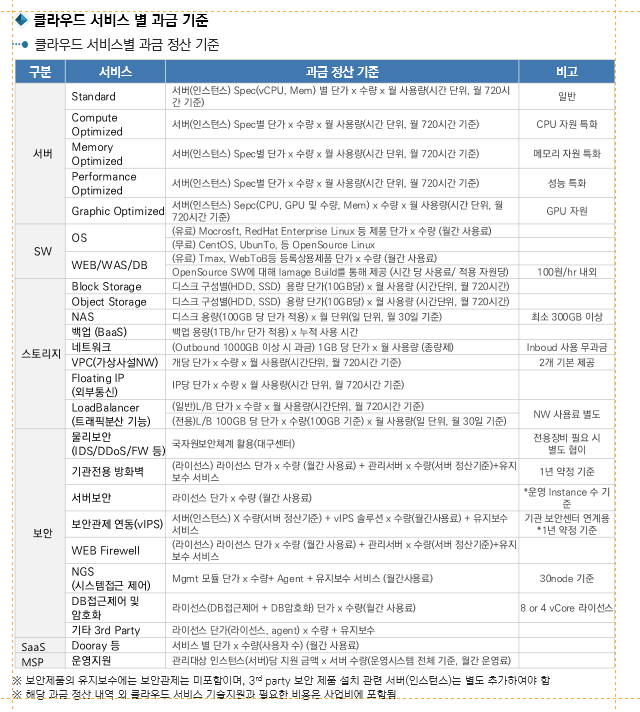 클라우드 서비스 별 과금 기준
클라우드 서비스별 과금 정산 기준
구분 서비스 과금 정산 기준 비고
서버
Standard
서버(인스턴스) Spec(vCPU, Mem) 별 단가 x 수량 x 월 사용량(시간 단위, 월 720시
간 기준)
일반
Compute
Optimized
서버(인스턴스) Spec별 단가 x 수량 x 월 사용량(시간 단위, 월 720시간 기준)
CPU 자원 특화
Memory
Optimized
서버(인스턴스) Spec별 단가 x 수량 x 월 사용량(시간 단위, 월 720시간 기준)
메모리 자원 특화
Performance
Optimized
서버(인스턴스) Spec별 단가 x 수량 x 월 사용량(시간 단위, 월 720시간 기준)
성능 특화
Graphic Optimized
서버(인스턴스) Sepc(CPU, GPU 및 수량, Mem) x 수량 x 월 사용량(시간 단위, 월
720시간 기준)
GPU 자원
SW
OS
(유료) Mocrosft, RedHat Enterprise Linux 등 제품 단가 x 수량 (월간 사용료)
(무료) CentOS, UbunTo, 등 OpenSource Linux
WEB/WAS/DB
(유료) Tmax, WebToB등 등록상용제품 단가 x 수량 (월간 사용료)
OpenSource SW에 대해 Iamage Build를 통해 제공 (시간 당 사용료/ 적용 자원당)
100원/hr 내외
스토리지
Block Storage
디스크 구성별(HDD, SSD) 용량 단가(10GB당) x 월 사용량 (시간단위, 월 720시간)
Object Storage
디스크 구성별(HDD, SSD) 용량 단가(10GB당) x 월 사용량 (시간단위, 월 720시간)
NAS
디스크 용량(100GB 당 단가 적용) x 월 단위(일 단위, 월 30일 기준)
최소 300GB 이상
백업 (BaaS)
백업 용량(1TB/hr 단가 적용) x 누적 사용 시간
네트워크
(Outbound 1000GB 이상 시 과금) 1GB 당 단가 x 월 사용량 (종량제)
Inboud 사용 무과금
VPC(가상사설NW)
개당 단가 x 수량 x 월 사용량(시간단위, 월 720시간 기준)
2개 기본 제공
Floating IP
(외부통신)
IP당 단가 x 수량 x 월 사용량(시간단위, 월 720시간 기준)
LoadBalancer
(트래픽분산 기능)
(일반)L/B 단가 x 수량 x 월 사용량(시간단위, 월 720시간 기준)
(전용)L/B 100GB 당 단가 x 수량(100GB 기준) x 월 사용량(일 단위, 월 30일 기준)
NW 사용료 별도
보안
물리보안
(IDS/DDoS/FW 등)
국자원보안체계 활용(대구센터)
전용장비 필요 시
별도 협이
기관전용 방화벽
(라이선스) 라이선스 단가 x 수량 (월간 사용료) + 관리서버 x 수량(서버 정산기준)+유지
보수 서비스
1년 약정 기준
서버보안
라이선스 단가 x 수량 (월간 사용료)
*운영 Instance 수 기
준
보안관제 연동(vIPS)
서버(인스턴스) X 수량(서버 정산기준) + vIPS 솔루션 x 수량(월간사용료) + 유지보수
서비스
기관 보안센터 연계용
*1년 약정 기준
WEB Firewell
(라이선스) 라이선스 단가 x 수량 (월간 사용료) + 관리서버 x 수량(서버 정산기준)+유지
보수 서비스
NGS
(시스템접근 제어)
Mgmt 모듈 단가 x 수량+ Agent + 유지보수 서비스 (월간사용료)
30node 기준
DB접근제어 및
암호화
라이선스(DB접근제어 + DB암호화) 단가 x 수량(월간 사용료)
8 or 4 vCore 라이선스
기타 3rd Party
라이선스 단가(라이선스, agent) x 수량 + 유지보수
SaaS
Dooray 등
서비스 별 단가 x 수량(사용자 수) (월간 사용료)
MSP
운영지원
관리대상 인스턴스(서버)당 지원 금액 x 서버 수량(운영시스템 전체 기준, 월간 운영료)
※ 보안제품의 유지보수에는 보안관제는 미포함이며, 3rd party 보안 제품 설치 관련 서버(인스턴스)는 별도 추가하여야 함
※ 해당 과금 정산 내역 외 클라우드 서비스 기술지원과 필요한 비용은 사업비에 포함됨